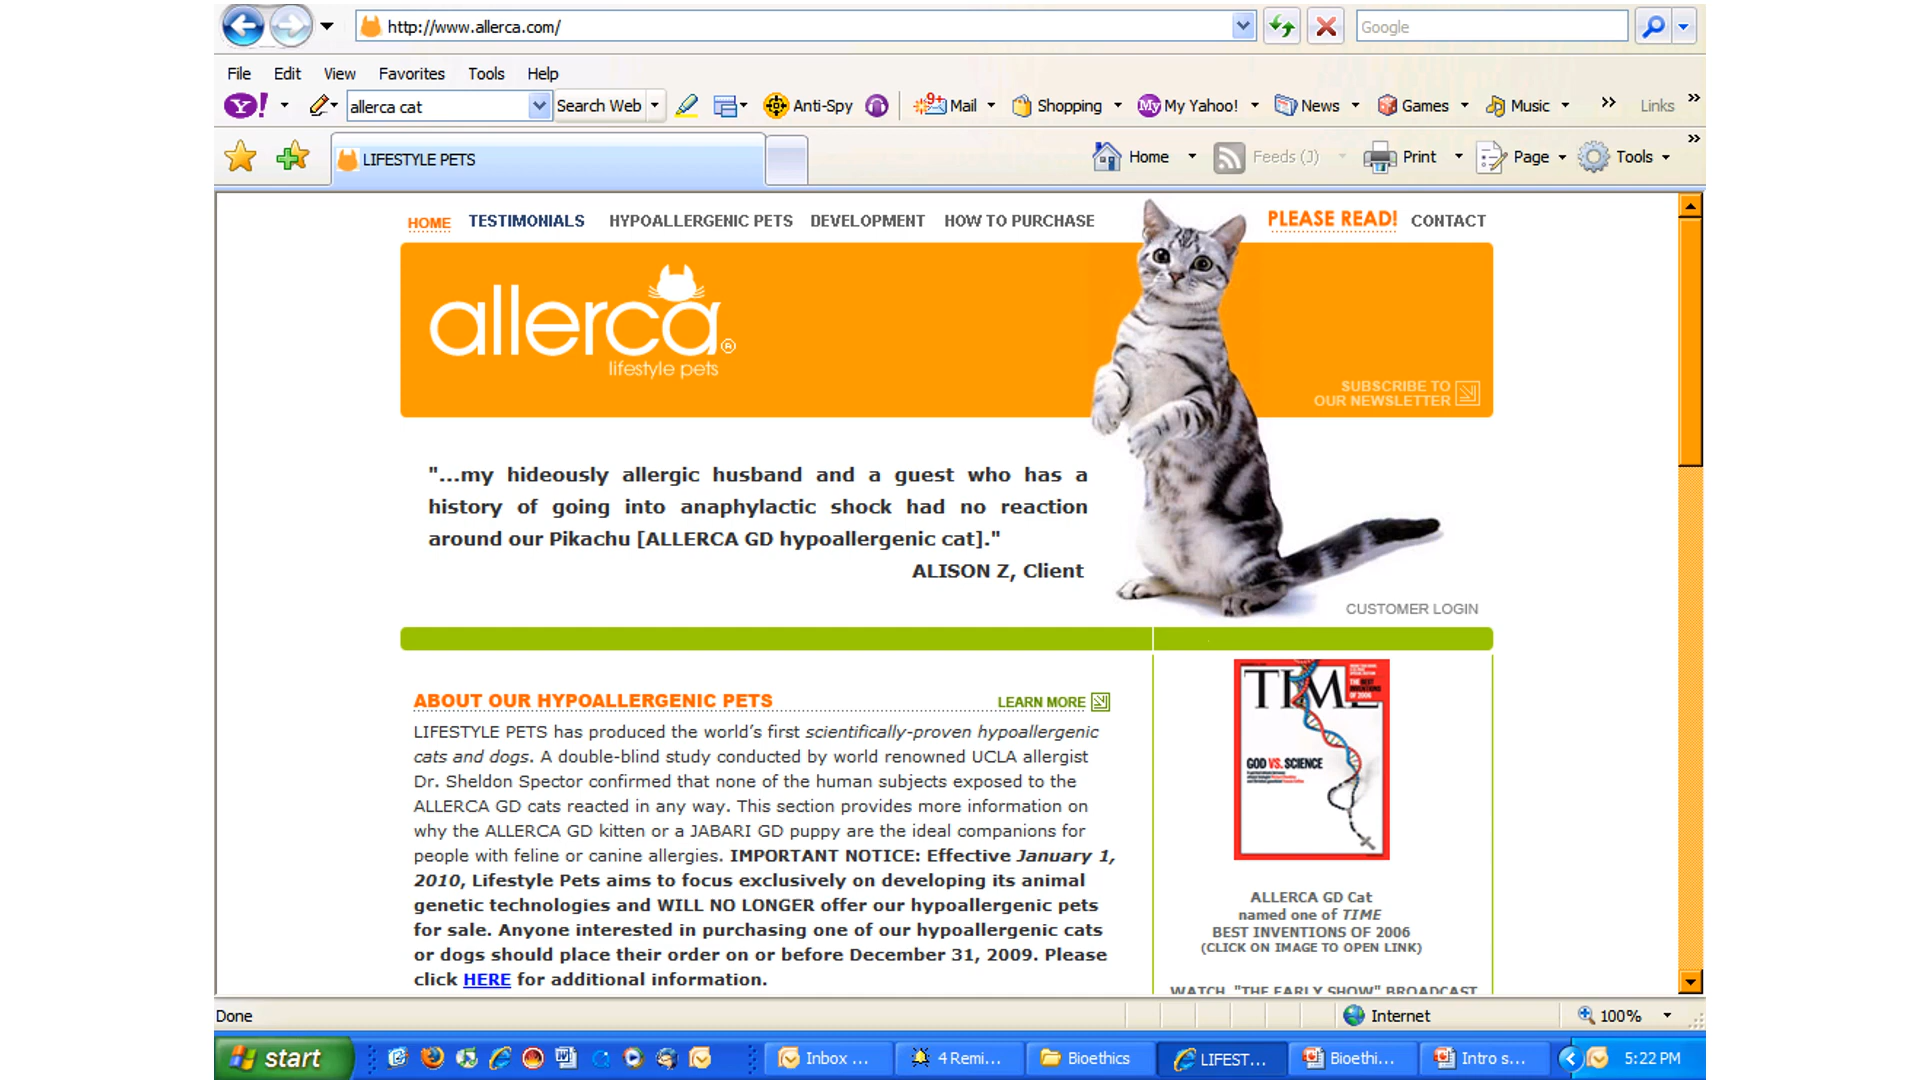 http://www.allerca.com/
Google
File Edit View Favorites Tools Help
Y! allerca cat Search Web Anti-Spy 9+ Mail Shopping My My Yahoo! News Games Music >> Links >>
LIFESTYLE PETS Home Feeds (J) Print Page Tools >>
HOME TESTIMONIALS HYPOALLERGENIC PETS DEVELOPMENT HOW TO PURCHASE PLEASE READ! CONTACT
allerca®
lifestyle pets
SUBSCRIBE TO
OUR NEWSLETTER
"...my hideously allergic husband and a guest who has a
history of going into anaphylactic shock had no reaction
around our Pikachu [ALLERCA GD hypoallergenic cat]."
ALISON Z, Client
CUSTOMER LOGIN
ABOUT OUR HYPOALLERGENIC PETS LEARN MORE
LIFESTYLE PETS has produced the world's first scientifically-proven hypoallergenic
cats and dogs. A double-blind study conducted by world renowned UCLA allergist
Dr. Sheldon Spector confirmed that none of the human subjects exposed to the
ALLERCA GD cats reacted in any way. This section provides more information on
why the ALLERCA GD kitten or a JABARI GD puppy are the ideal companions for
people with feline or canine allergies. IMPORTANT NOTICE: Effective January 1,
2010, Lifestyle Pets aims to focus exclusively on developing its animal
genetic technologies and WILL NO LONGER offer our hypoallergenic pets
for sale. Anyone interested in purchasing one of our hypoallergenic cats
or dogs should place their order on or before December 31, 2009. Please
click HERE for additional information.
TIME
GOD VS. SCIENCE
ALLERCA GD Cat
named one of TIME
BEST INVENTIONS OF 2006
(CLICK ON IMAGE TO OPEN LINK)
WATCH "THE EARLY SHOW" BROADCAST
Done Internet 100%
start Inbox ... 4 Remi... Bioethics LIFEST... Bioethi... Intro s... 5:22 PM